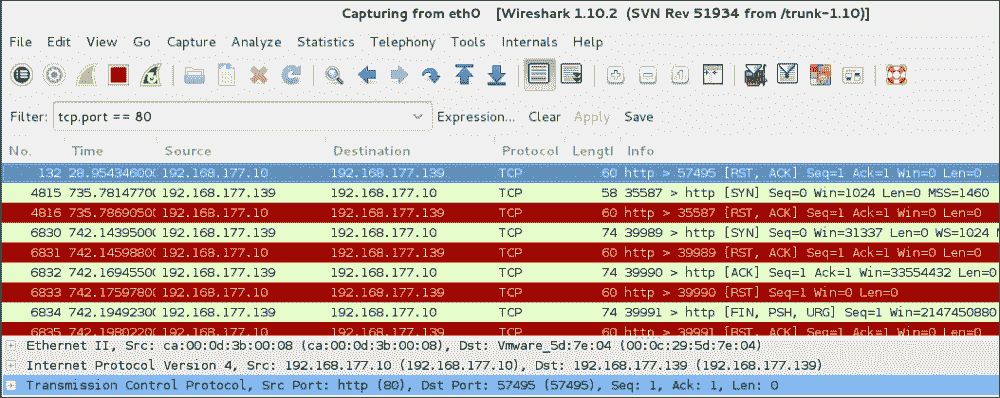 Capturing from eth0 [Wireshark 1.10.2 (SVN Rev 51934 from /trunk-1.10)]
File Edit View Go Capture Analyze Statistics Telephony Tools Internals Help
Filter: tcp.port == 80 Expression... Clear Apply Save
No. Time Source Destination Protocol Lengtl Info
132 28.95434600( 192.168.177.10 192.168.177.139 TCP 60 http > 57495 [RST, ACK] Seq=1 Ack=1 Win=0 Len=0
4815 735.7814770( 192.168.177.139 192.168.177.10 TCP 58 35587 > http [SYN] Seq=0 Win=1024 Len=0 MSS=1460
4816 735.7869050( 192.168.177.10 192.168.177.139 TCP 60 http > 35587 [RST, ACK] Seq=1 Ack=1 Win=0 Len=0
6830 742.1439500( 192.168.177.139 192.168.177.10 TCP 74 39989 > http [SYN] Seq=0 Win=31337 Len=0 WS=1024 M
6831 742.1459880( 192.168.177.10 192.168.177.139 TCP 60 http > 39989 [RST, ACK] Seq=1 Ack=1 Win=0 Len=0
6832 742.1694550( 192.168.177.139 192.168.177.10 TCP 74 39990 > http [ACK] Seq=1 Ack=1 Win=33554432 Len=0
6833 742.1759780( 192.168.177.10 192.168.177.139 TCP 60 http > 39990 [RST] Seq=1 Win=0 Len=0
6834 742.1949230( 192.168.177.139 192.168.177.10 TCP 74 39991 > http [FIN, PSH, URG] Seq=1 Win=2147450880
6835 742.1980220( 192.168.177.10 192.168.177.139 TCP 60 http > 39991 [RST, ACK] Seq=1 Ack=1 Win=0 Len=0
Ethernet II, Src: ca:00:0d:3b:00:08 (ca:00:0d:3b:00:08), Dst: Vmware_5d:7e:04 (00:0c:29:5d:7e:04)
Internet Protocol Version 4, Src: 192.168.177.10 (192.168.177.10), Dst: 192.168.177.139 (192.168.177.139)
Transmission Control Protocol, Src Port: http (80), Dst Port: 57495 (57495), Seq: 1, Ack: 1, Len: 0